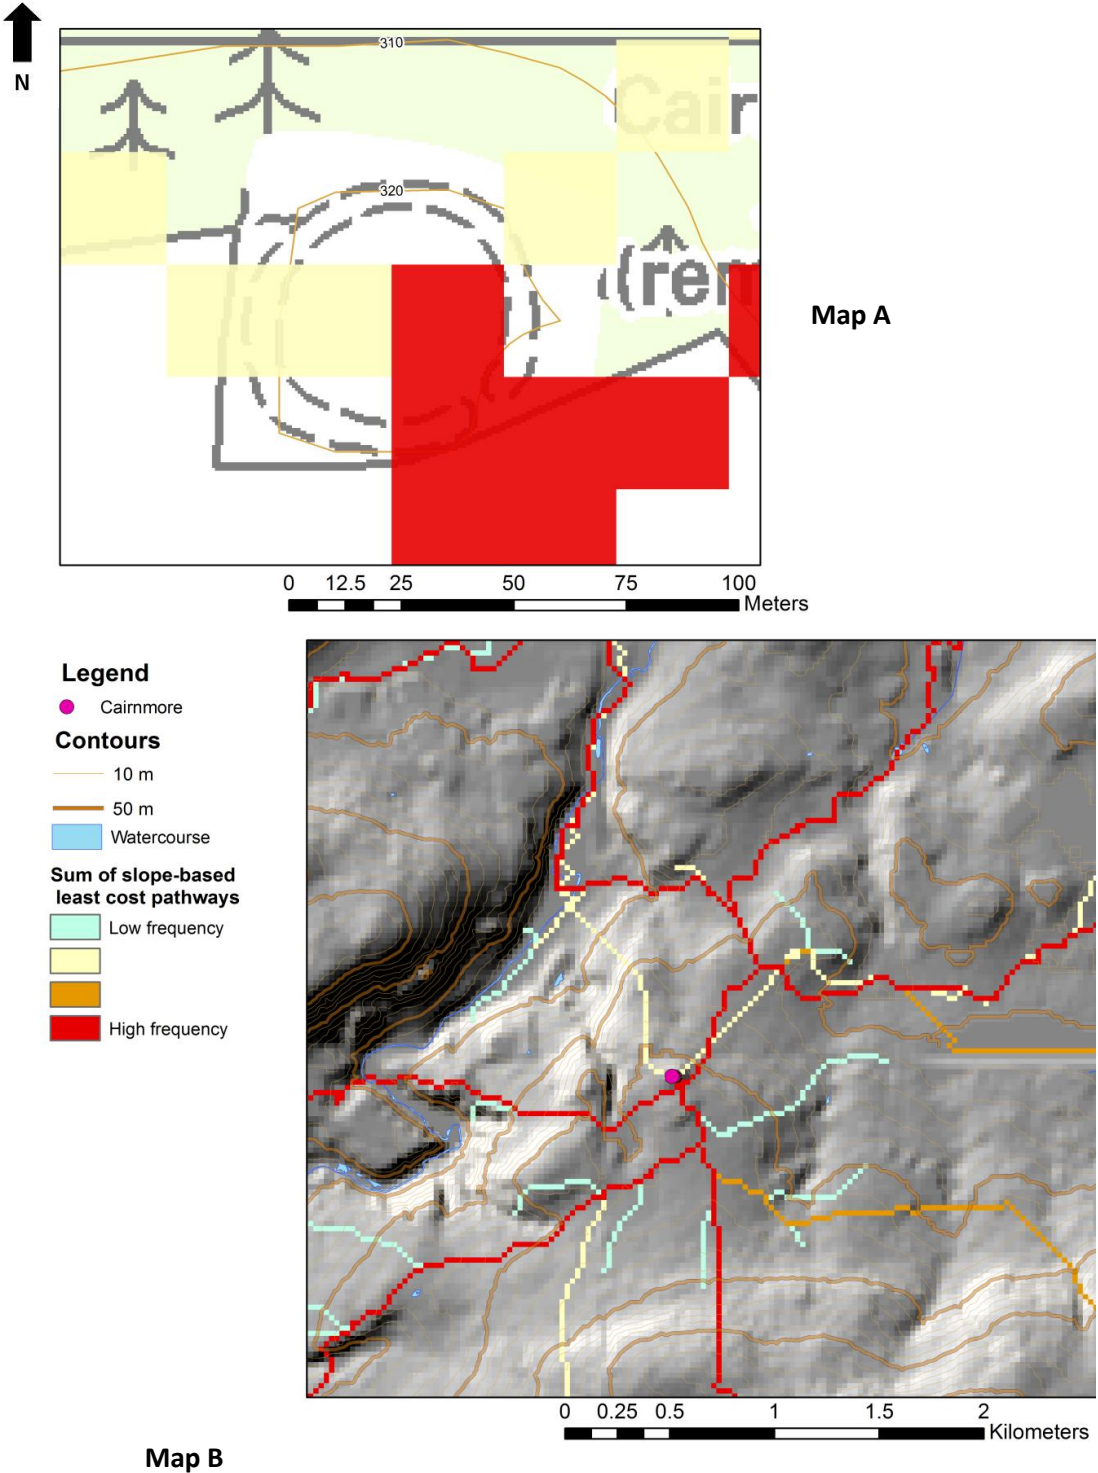 N
310
Cair
320
(rem
Map A
0 12.5 25 50 75 100
Meters
Legend
Cairnmore
Contours
10 m
50 m
Watercourse
Sum of slope-based
least cost pathways
Low frequency
High frequency
0 0.25 0.5 1 1.5 2
Kilometers
Map B